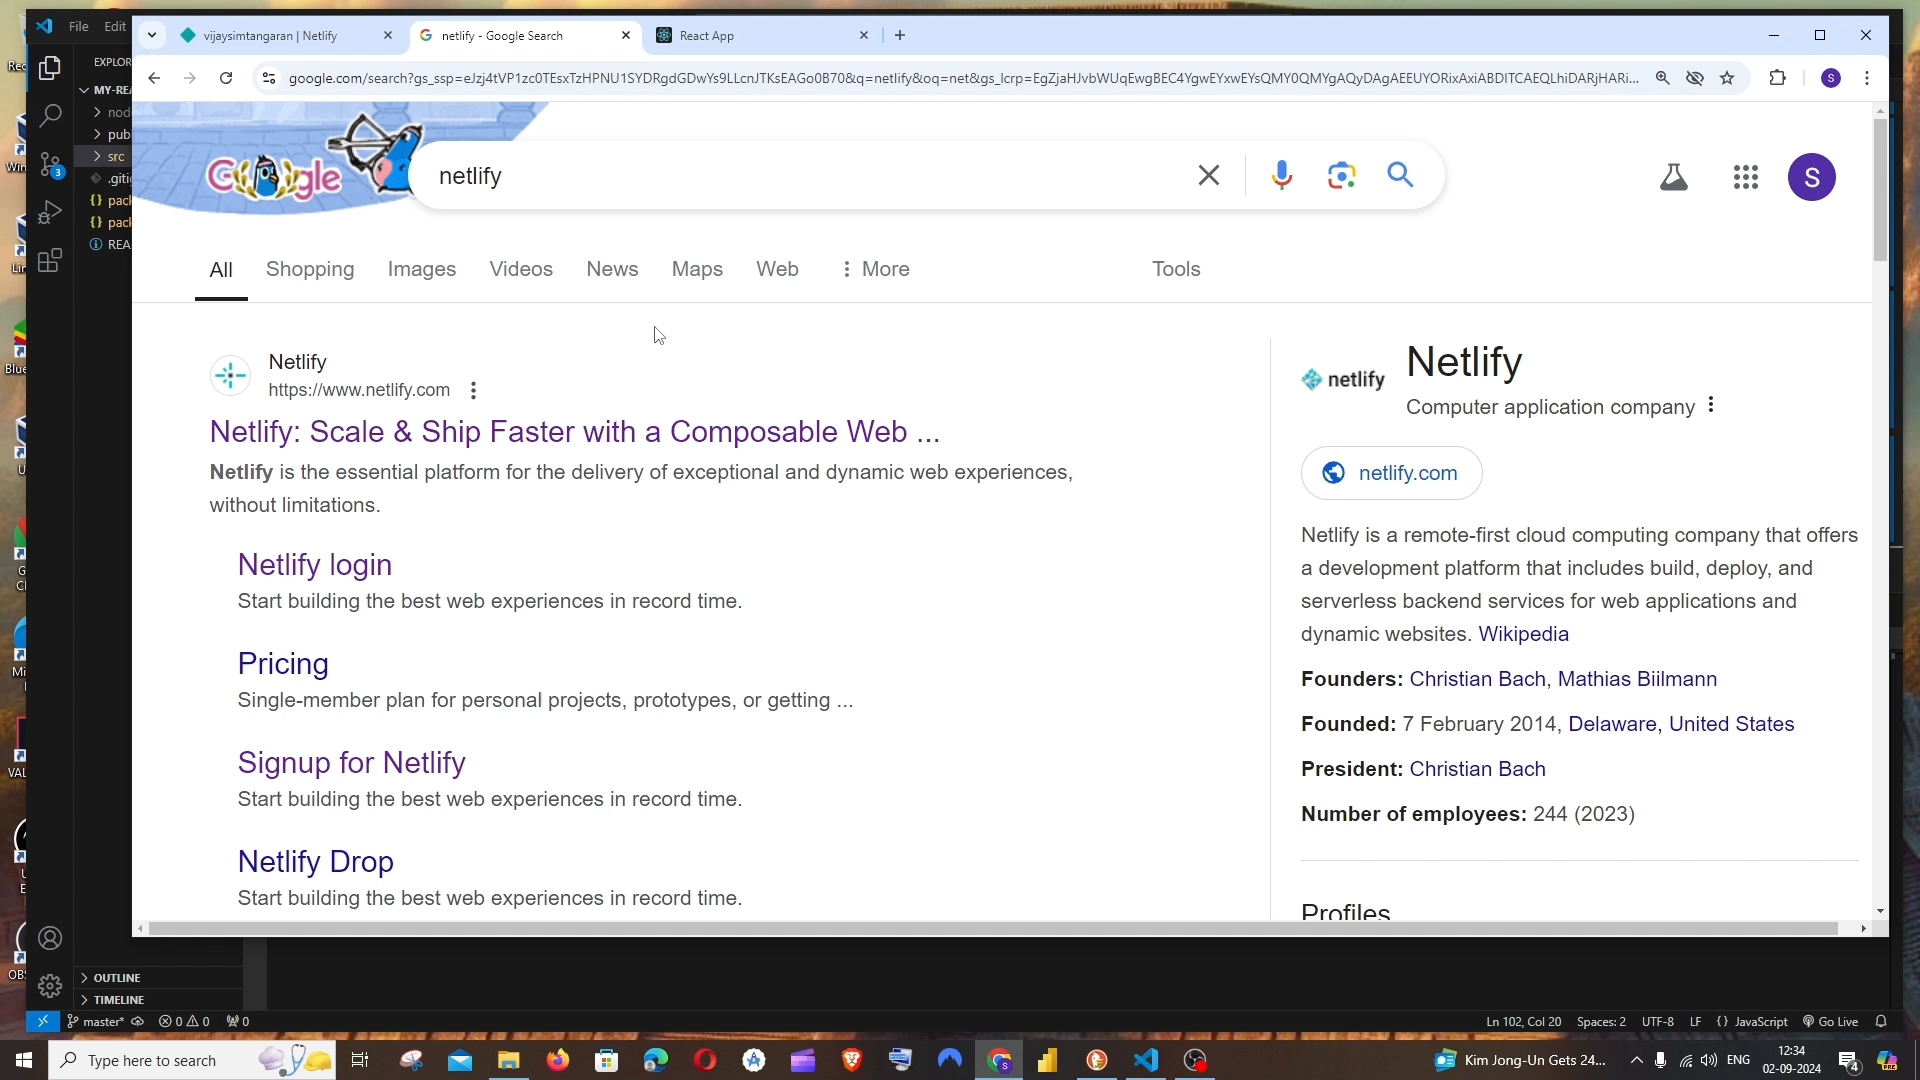 File Edit
vijaysimtangaran | Netlify
netlify - Google Search
React App
google.com/search?gs_ssp=eJzj4tVP1zc0TEsxTzHPNU1SYDRgdGDwYs9LLcnJTKsEAGo0B70&q=netlify&oq=net&gs_lcrp=EgZjaHJvbWUqEwgBEC4YgwEYxwEYsQMY0QMYgAQyDAgAEEUYORixAxiABDITCAEQLhiDARjHARi...
S
EXPLOR
MY-REA
nod
pub
src
.giti
pack
pack
REA
3
Google
netlify
S
All
Shopping
Images
Videos
News
Maps
Web
More
Tools
Netlify
https://www.netlify.com
Netlify: Scale & Ship Faster with a Composable Web ...
Netlify is the essential platform for the delivery of exceptional and dynamic web experiences,
without limitations.
Netlify login
Start building the best web experiences in record time.
Pricing
Single-member plan for personal projects, prototypes, or getting ...
Signup for Netlify
Start building the best web experiences in record time.
Netlify Drop
Start building the best web experiences in record time.
netlify
Netlify
Computer application company
netlify.com
Netlify is a remote-first cloud computing company that offers
a development platform that includes build, deploy, and
serverless backend services for web applications and
dynamic websites. Wikipedia
Founders: Christian Bach, Mathias Biilmann
Founded: 7 February 2014, Delaware, United States
President: Christian Bach
Number of employees: 244 (2023)
Profiles
OUTLINE
TIMELINE
master*
0 0
0
Ln 102, Col 20
Spaces: 2
UTF-8
LF
{ } JavaScript
Go Live
Type here to search
Kim Jong-Un Gets 24...
ENG
12:34
02-09-2024
4